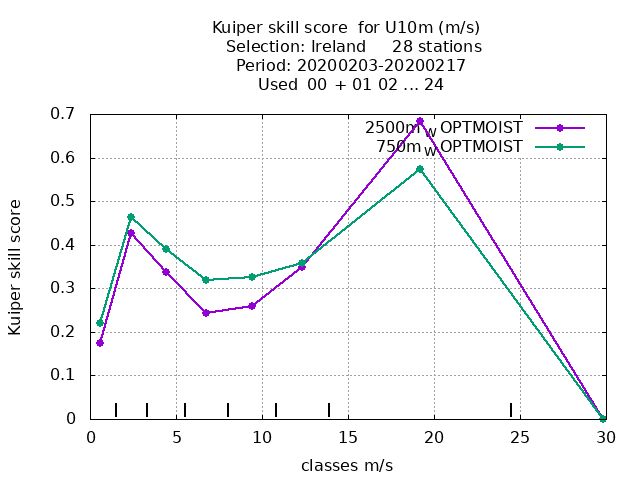 Kuiper skill score for U10m (m/s)
Selection: Ireland 28 stations
Period: 20200203-20200217
Used 00 + 01 02 ... 24
2500m_W OPTMOIST
750m_W OPTMOIST
Kuiper skill score
0.7
0.6
0.5
0.4
0.3
0.2
0.1
0
0 5 10 15 20 25 30
classes m/s